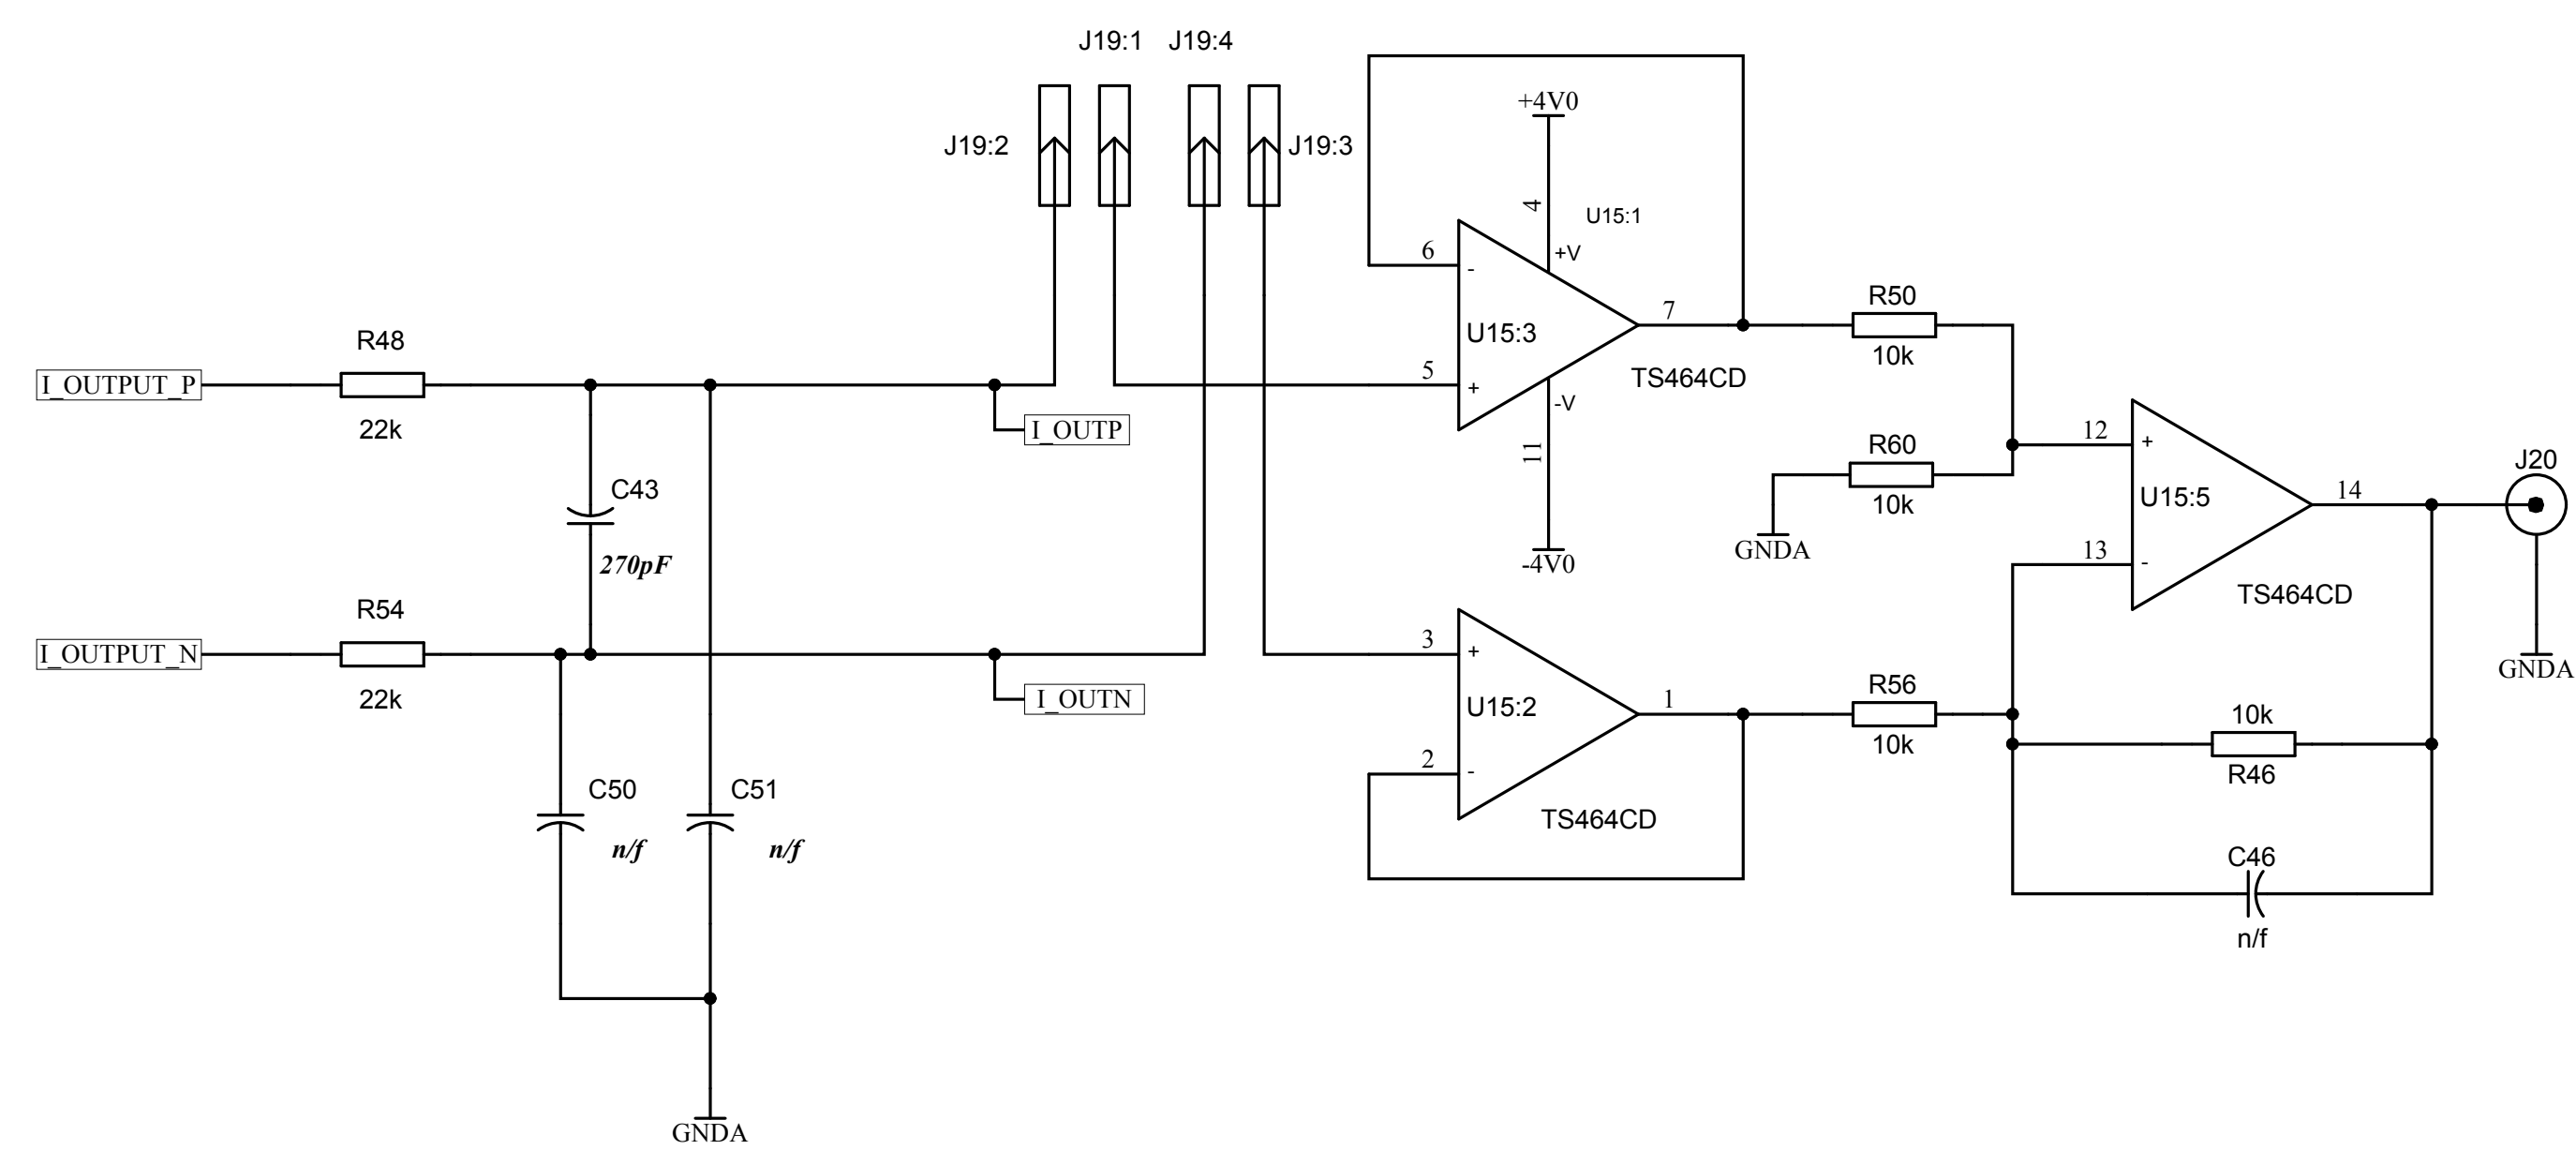 J19:1 J19:4
J19:2
J19:3
+4V0
4
U15:1
+V
6
-
U15:3
7
5
+
TS464CD
-V
11
-4V0
R50
10k
R60
10k
GNDA
12
+
U15:5
14
13
-
TS464CD
J20
GNDA
R48
I_OUTPUT_P
22k
I_OUTP
C43
270pF
R54
I_OUTPUT_N
22k
I_OUTN
3
+
U15:2
1
2
-
TS464CD
R56
10k
10k
R46
C46
n/f
C50
n/f
C51
n/f
GNDA